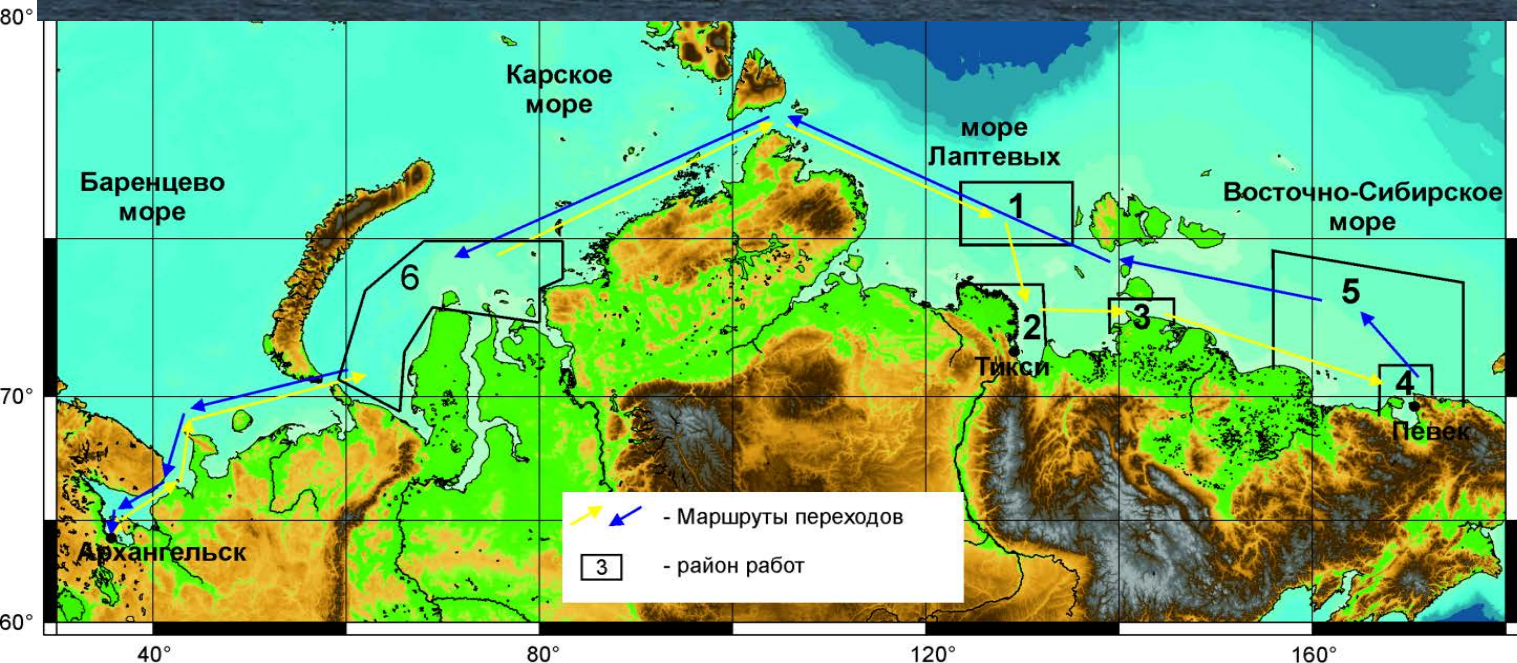 80°
Карское
море
море
Лаптевых
Баренцево
море
Восточно-Сибирское
море
1
6
5
2
3
Тикси
4
70°
Певек
- Маршруты переходов
Архангельск
3
- район работ
60°
40°
80°
120°
160°